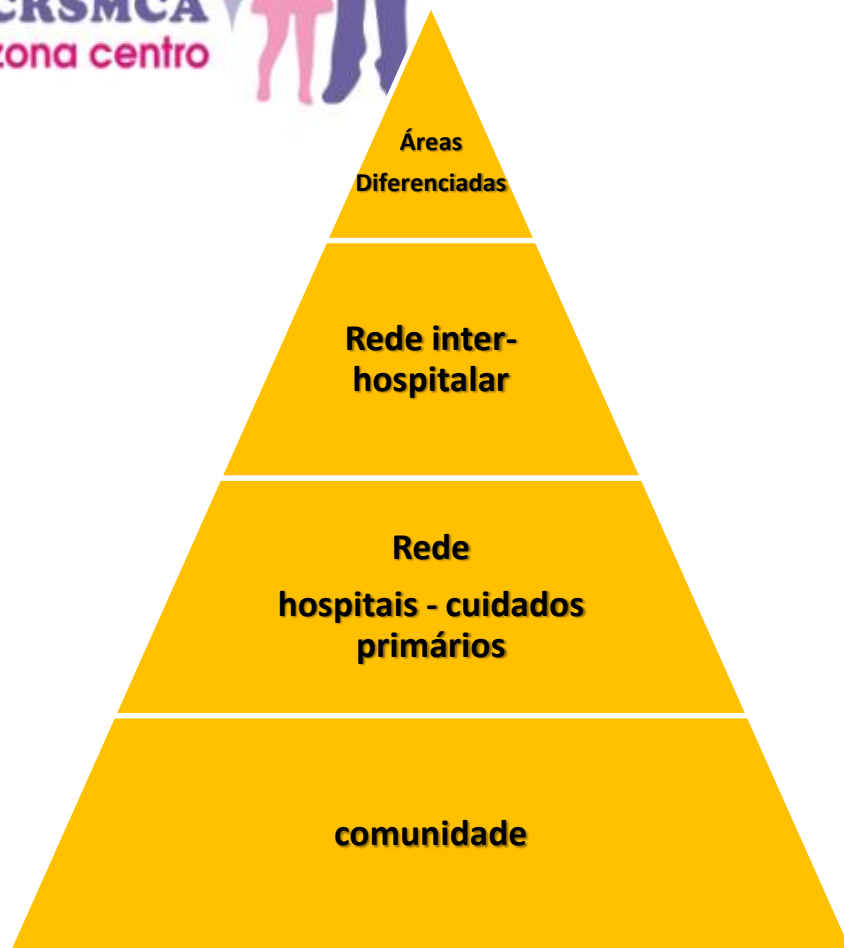 CRSMCA
zona centro
Áreas
Diferenciadas
Rede inter-
hospitalar
Rede
hospitais - cuidados
primários
comunidade